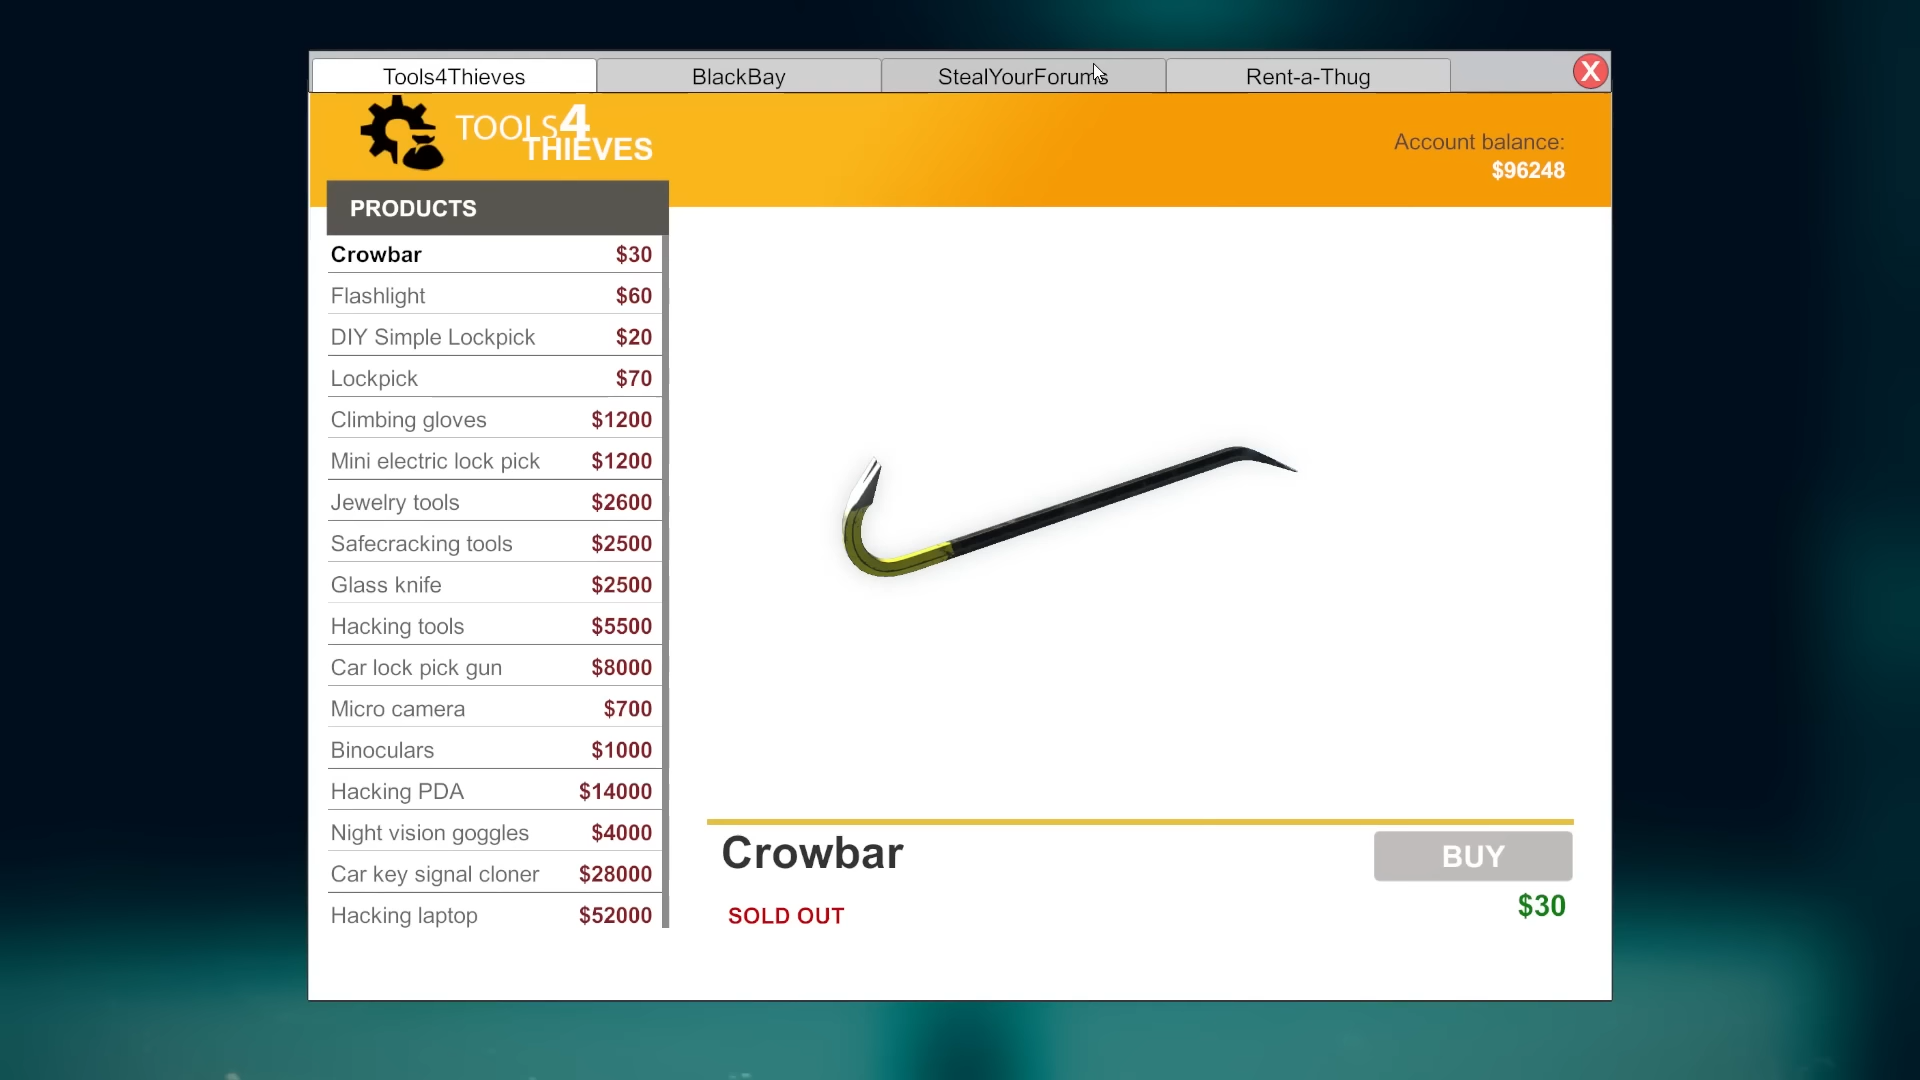 Tools4Thieves BlackBay StealYourForums Rent-a-Thug X
TOOLS4
THIEVES
Account balance:
$96248
PRODUCTS
Crowbar $30
Flashlight $60
DIY Simple Lockpick $20
Lockpick $70
Climbing gloves $1200
Mini electric lock pick $1200
Jewelry tools $2600
Safecracking tools $2500
Glass knife $2500
Hacking tools $5500
Car lock pick gun $8000
Micro camera $700
Binoculars $1000
Hacking PDA $14000
Night vision goggles $4000
Car key signal cloner $28000
Hacking laptop $52000
Crowbar
BUY
$30
SOLD OUT